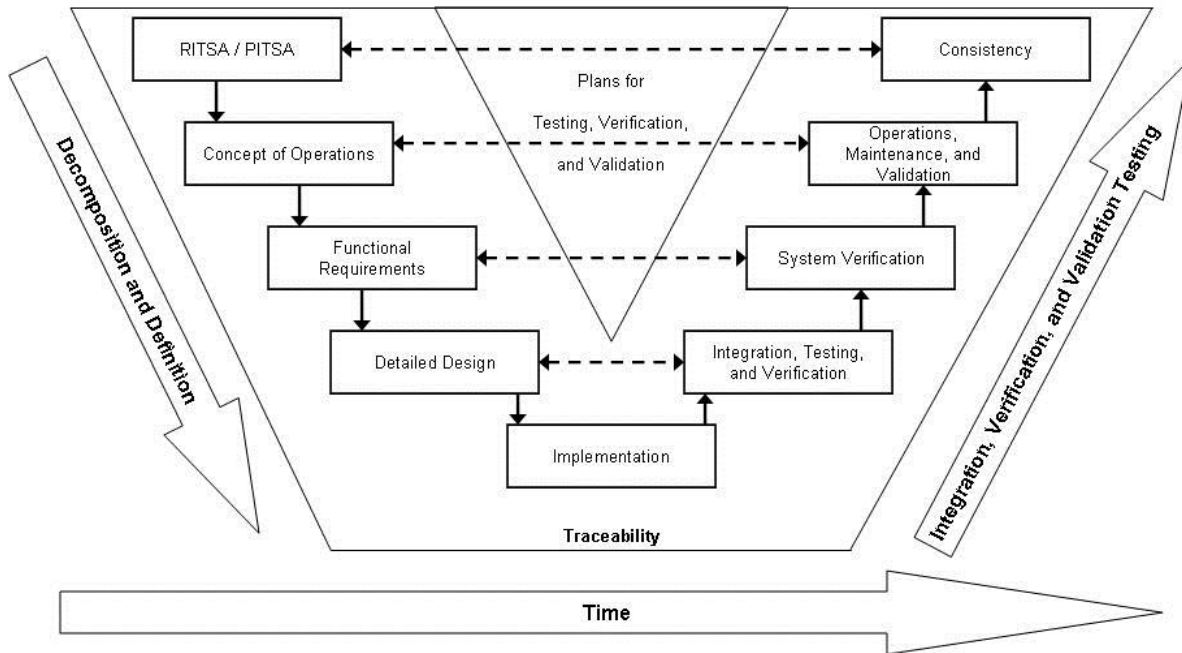 RITSA / PITSA
Consistency
Plans for
Testing, Verification,
and Validation
Concept of Operations
Operations,
Maintenance, and
Validation
Decomposition and Definition
Integration, Verification, and Validation Testing
Functional
Requirements
System Verification
Detailed Design
Integration, Testing,
and Verification
Implementation
Traceability
Time